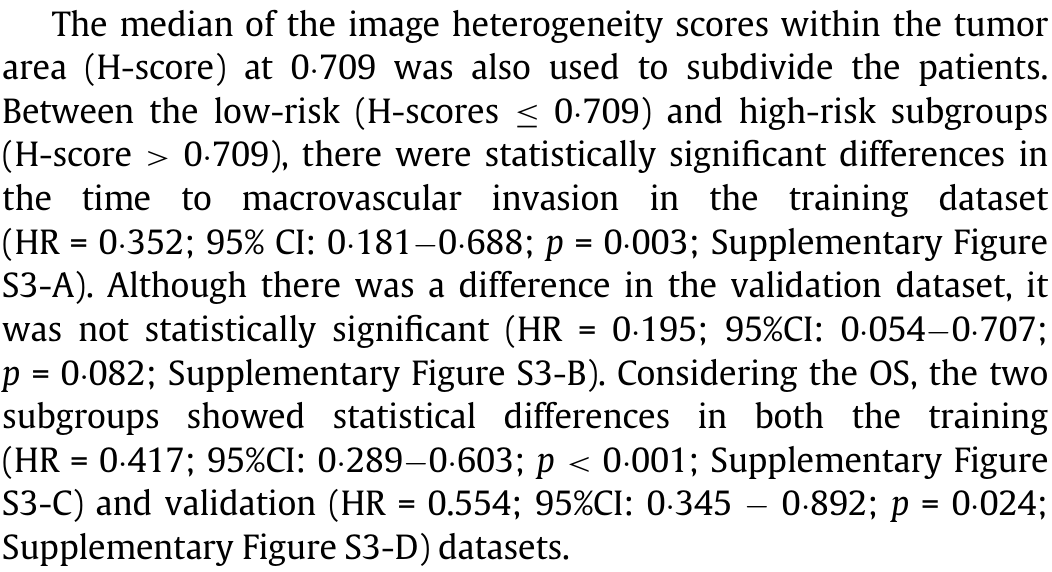 The median of the image heterogeneity scores within the tumor
area (H-score) at 0·709 was also used to subdivide the patients.
Between the low-risk (H-scores ≤ 0·709) and high-risk subgroups
(H-score > 0·709), there were statistically significant differences in
the time to macrovascular invasion in the training dataset
(HR = 0·352; 95% CI: 0·181–0·688; p = 0·003; Supplementary Figure
S3-A). Although there was a difference in the validation dataset, it
was not statistically significant (HR = 0·195; 95%CI: 0·054–0·707;
p = 0·082; Supplementary Figure S3-B). Considering the OS, the two
subgroups showed statistical differences in both the training
(HR = 0·417; 95%CI: 0·289–0·603; p < 0·001; Supplementary Figure
S3-C) and validation (HR = 0.554; 95%CI: 0·345 – 0·892; p = 0·024;
Supplementary Figure S3-D) datasets.